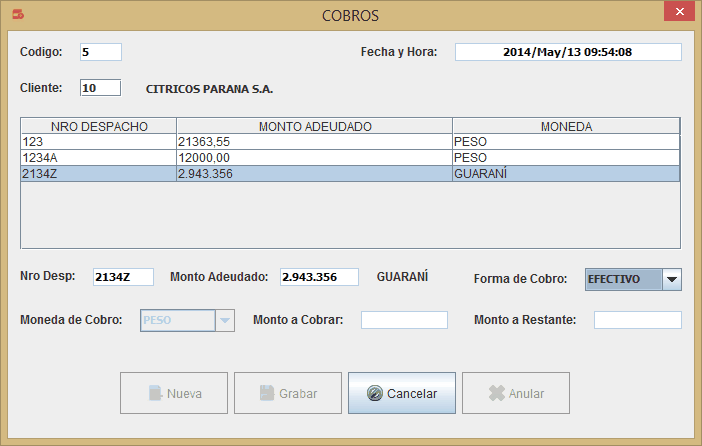 COBROS
Codigo: 5 Fecha y Hora: 2014/May/13 09:54:08
Cliente: 10 CITRICOS PARANA S.A.
NRO DESPACHO MONTO ADEUDADO MONEDA
123 21363,55 PESO
1234A 12000,00 PESO
2134Z 2.943.356 GUARANÍ
Nro Desp: 2134Z Monto Adeudado: 2.943.356 GUARANÍ Forma de Cobro: EFECTIVO
Moneda de Cobro: PESO Monto a Cobrar: Monto a Restante:
Nueva Grabar Cancelar Anular